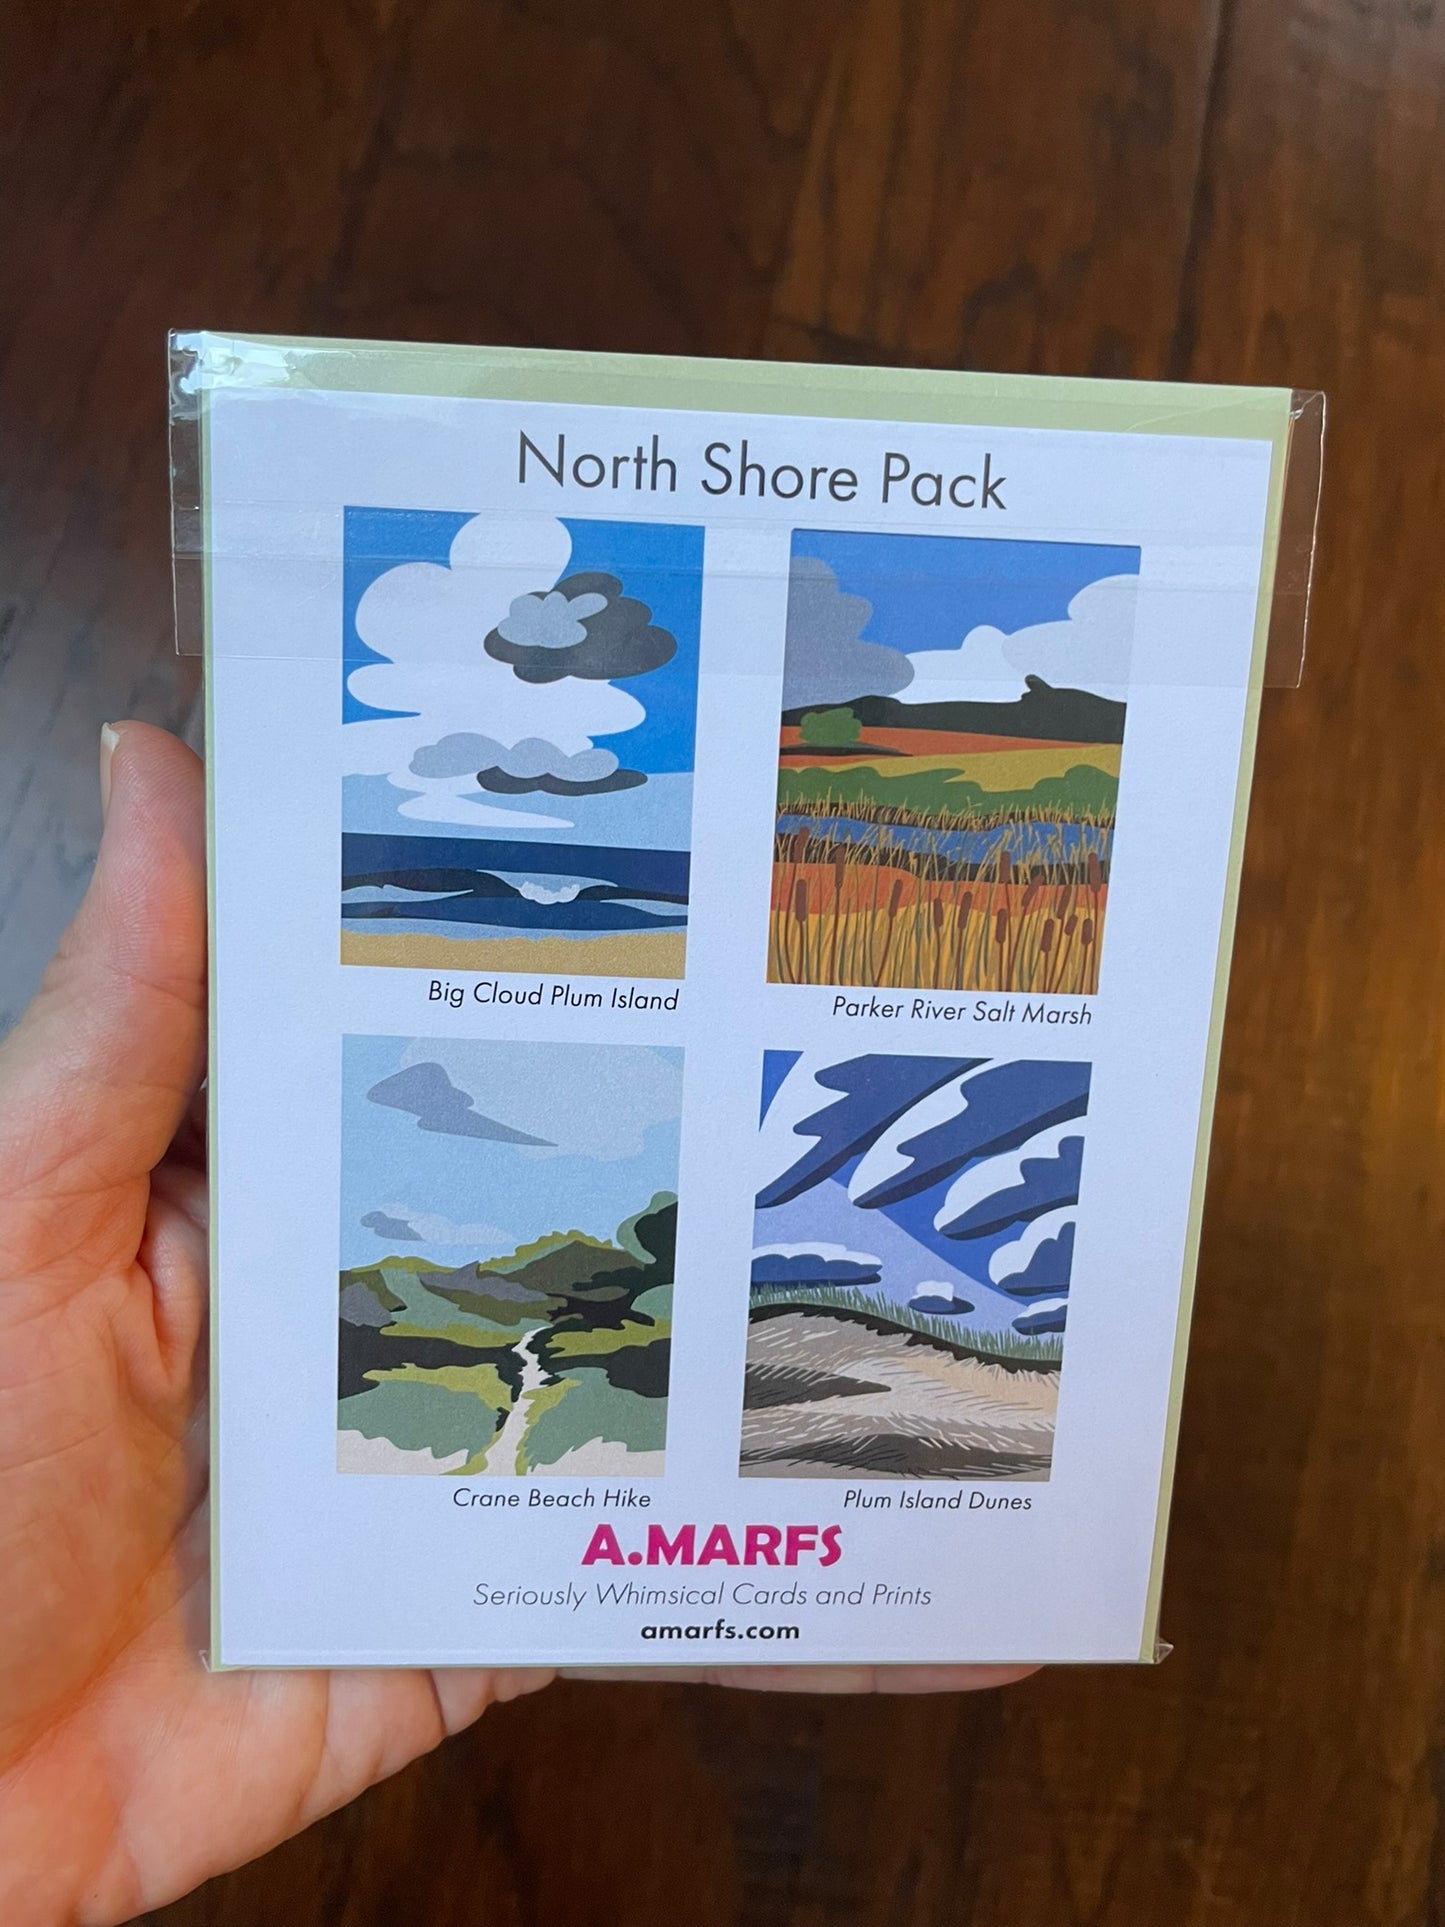 North Shore Pack
Big Cloud Plum Island
Parker River Salt Marsh
Crane Beach Hike
Plum Island Dunes
A.MARFS
Seriously Whimsical Cards and Prints
amarfs.com